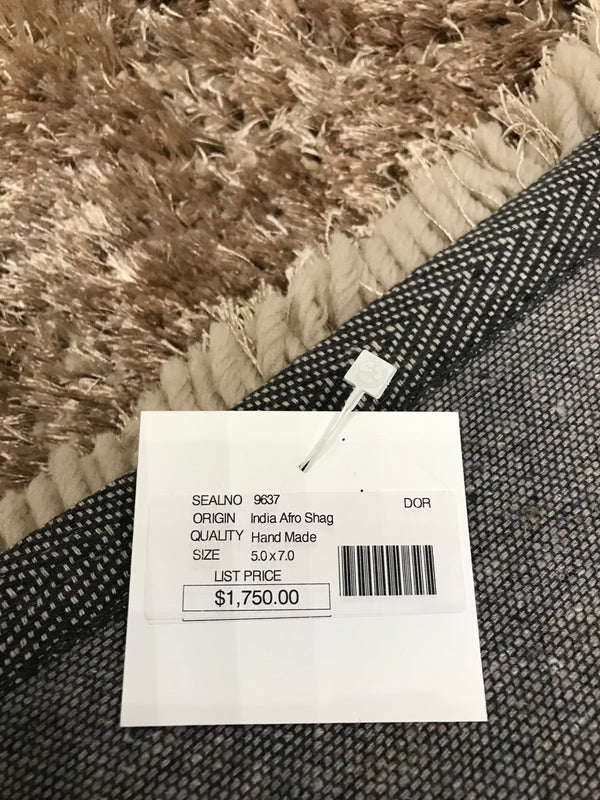 SEALNO 9637
DOR
ORIGIN India Afro Shag
QUALITY Hand Made
SIZE 5.0 x 7.0
LIST PRICE
$1,750.00